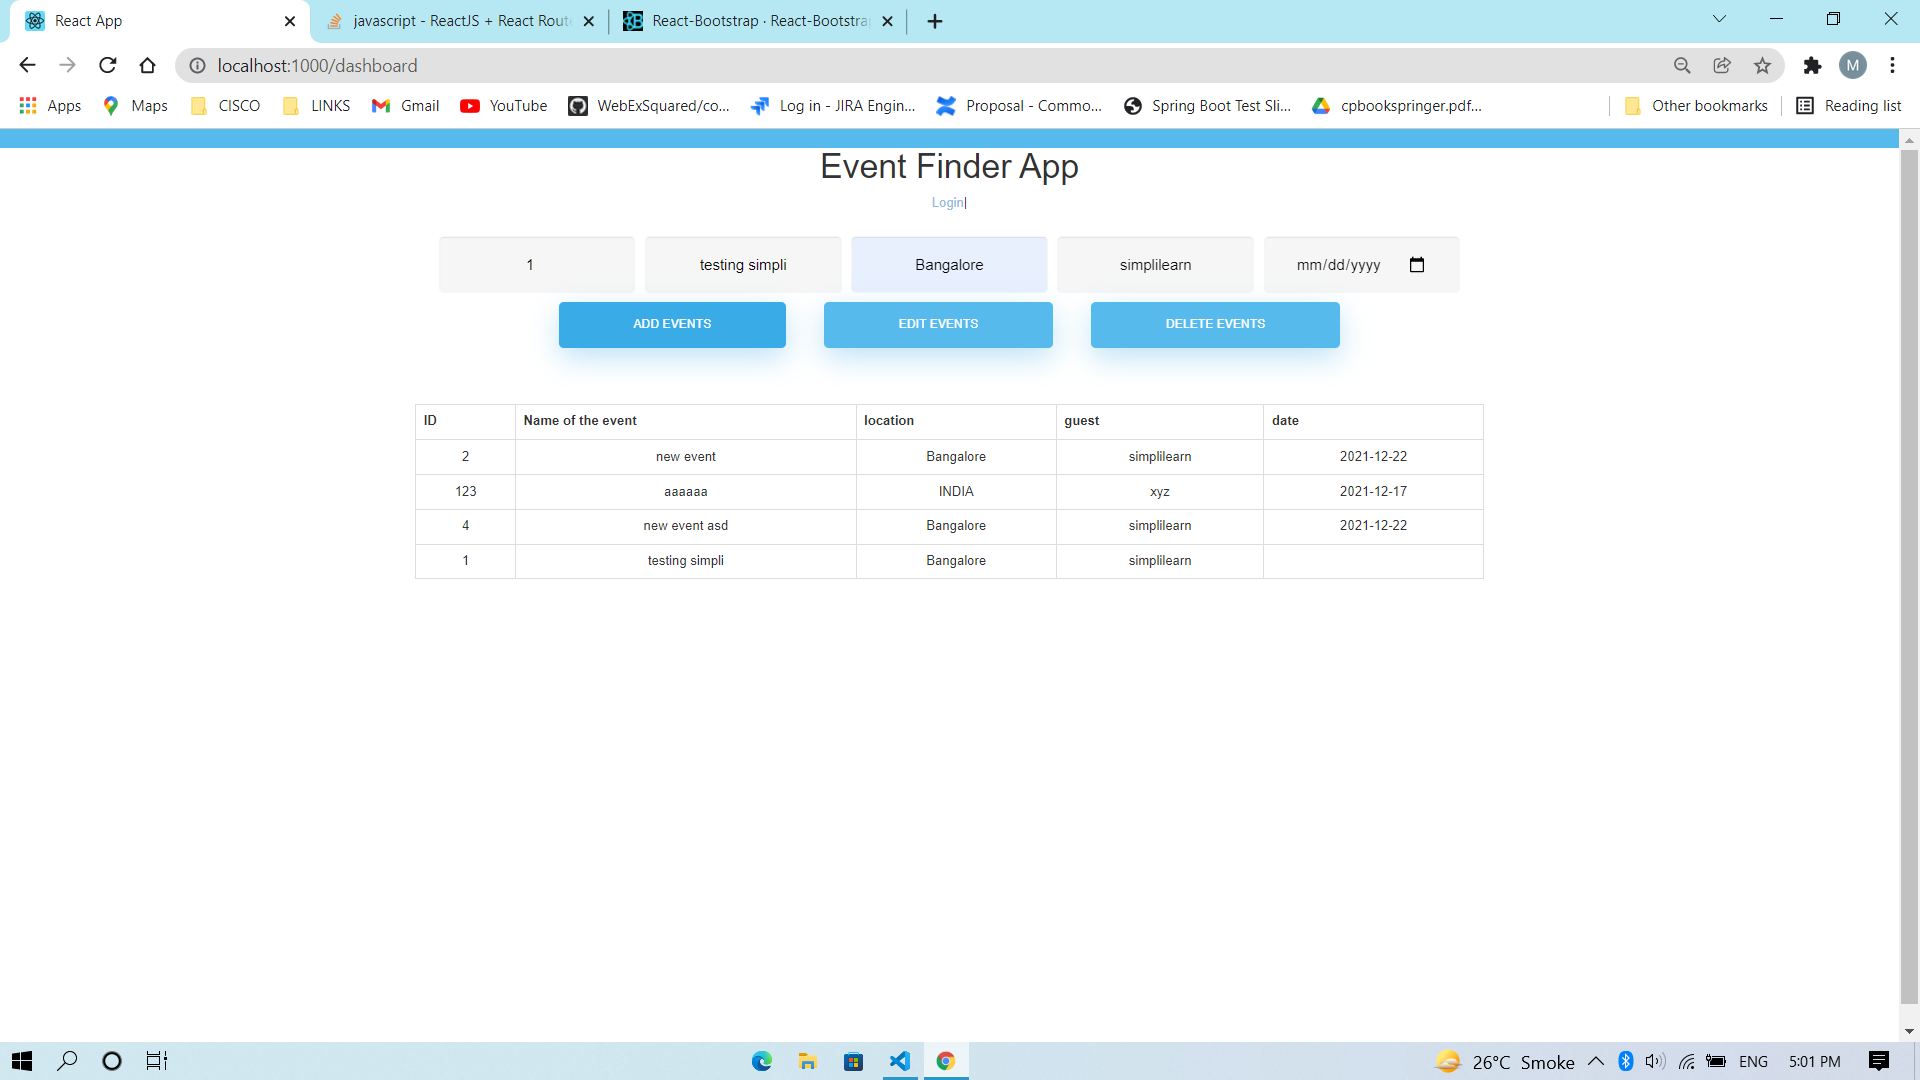 React App
javascript - ReactJS + React Rout
React-Bootstrap · React-Bootstra
localhost:1000/dashboard
M
Apps Maps CISCO LINKS Gmail YouTube WebExSquared/co... Log in - JIRA Engin... Proposal - Commo... Spring Boot Test Sli... cpbookspringer.pdf... Other bookmarks Reading list
Event Finder App
Login|
1 testing simpli Bangalore simplilearn mm/dd/yyyy
ADD EVENTS EDIT EVENTS DELETE EVENTS
ID Name of the event location guest date
2 new event Bangalore simplilearn 2021-12-22
123 aaaaaa INDIA xyz 2021-12-17
4 new event asd Bangalore simplilearn 2021-12-22
1 testing simpli Bangalore simplilearn
26°C Smoke ENG 5:01 PM